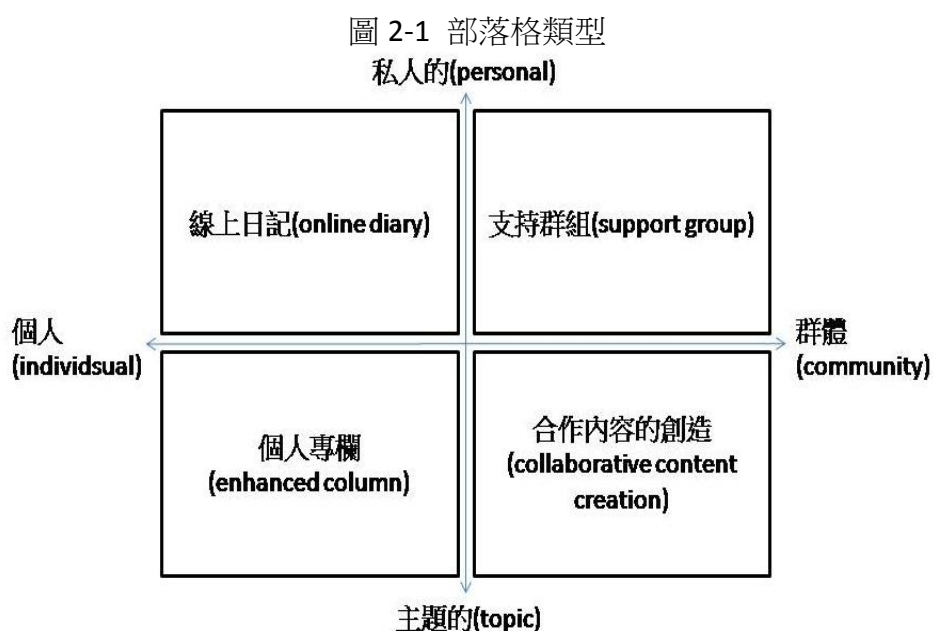 圖 2-1 部落格類型
私人的(personal)
線上日記(online diary)
支持群組(support group)
個人
(individsual)
群體
(community)
個人專欄
(enhanced column)
合作內容的創造
(collaborative content
creation)
主題的(topic)